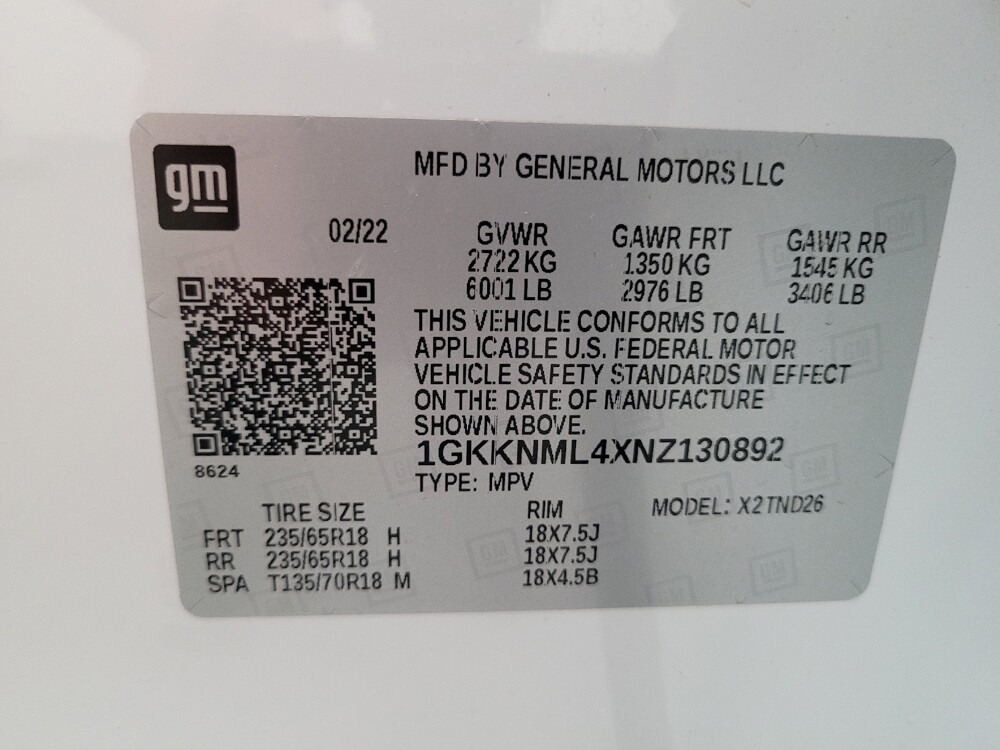 gm
MFD BY GENERAL MOTORS LLC
02/22
GVWR GAWR FRT GAWR RR
2722 KG 1350 KG 1545 KG
6001 LB 2976 LB 3406 LB
THIS VEHICLE CONFORMS TO ALL
APPLICABLE U.S. FEDERAL MOTOR
VEHICLE SAFETY STANDARDS IN EFFECT
ON THE DATE OF MANUFACTURE
SHOWN ABOVE.
8624
1GKKNML4XNZ130892
TYPE: MPV
TIRE SIZE RIM MODEL: X2TND26
FRT 235/65R18 H 18X7.5J
RR 235/65R18 H 18X7.5J
SPA T135/70R18 M 18X4.5B